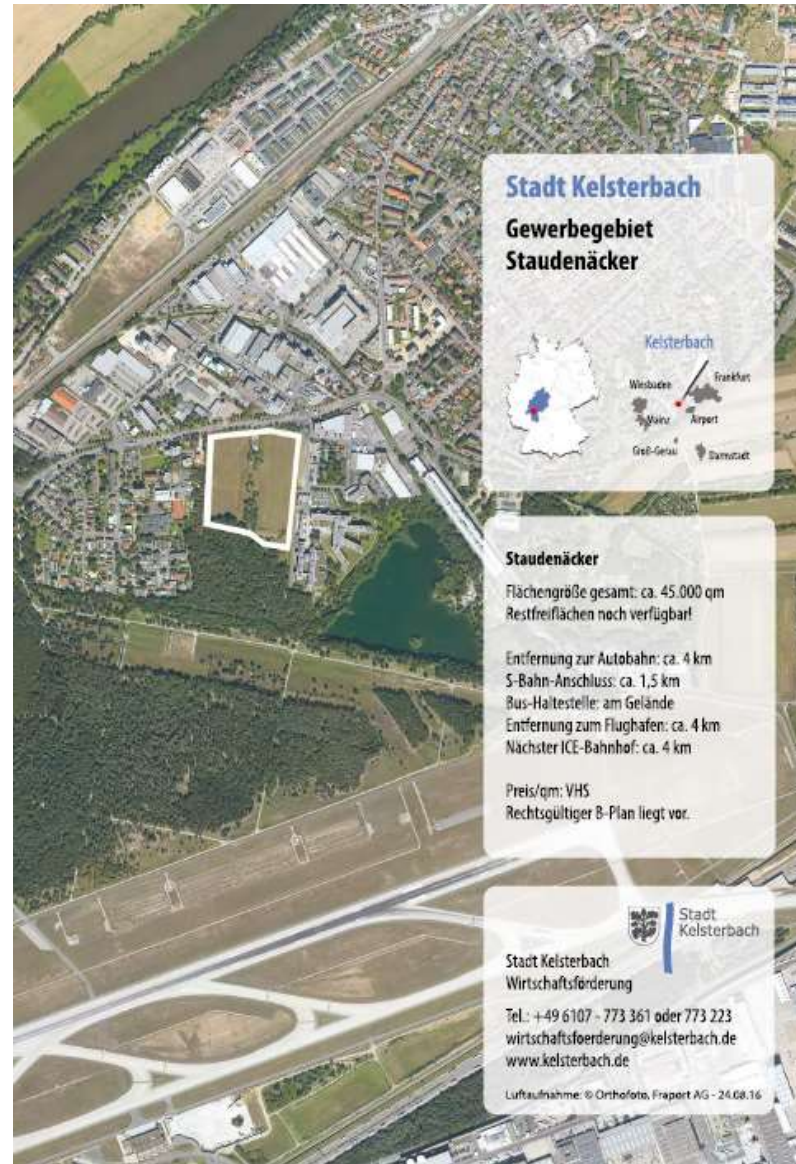 Stadt Kelsterbach
Gewerbegebiet
Staudenäcker
Kelsterbach
Wiesbaden
Frankfurt
Mainz
Airport
Groß-Gerau
Darmstadt
Staudenäcker
Flächengröße gesamt: ca. 45.000 qm
Restfreiflächen noch verfügbar!
Entfernung zur Autobahn: ca. 4 km
S-Bahn-Anschluss: ca. 1,5 km
Bus-Haltestelle: am Gelände
Entfernung zum Flughafen: ca. 4 km
Nächster ICE-Bahnhof: ca. 4 km
Preis/qm: VHS
Rechtsgültiger B-Plan liegt vor.
Stadt
Kelsterbach
Stadt Kelsterbach
Wirtschaftsförderung
Tel.: +49 6107 - 773 361 oder 773 223
wirtschaftsfoerderung@kelsterbach.de
www.kelsterbach.de
Luftaufnahme: © Orthofoto, Fraport AG - 24.08.16